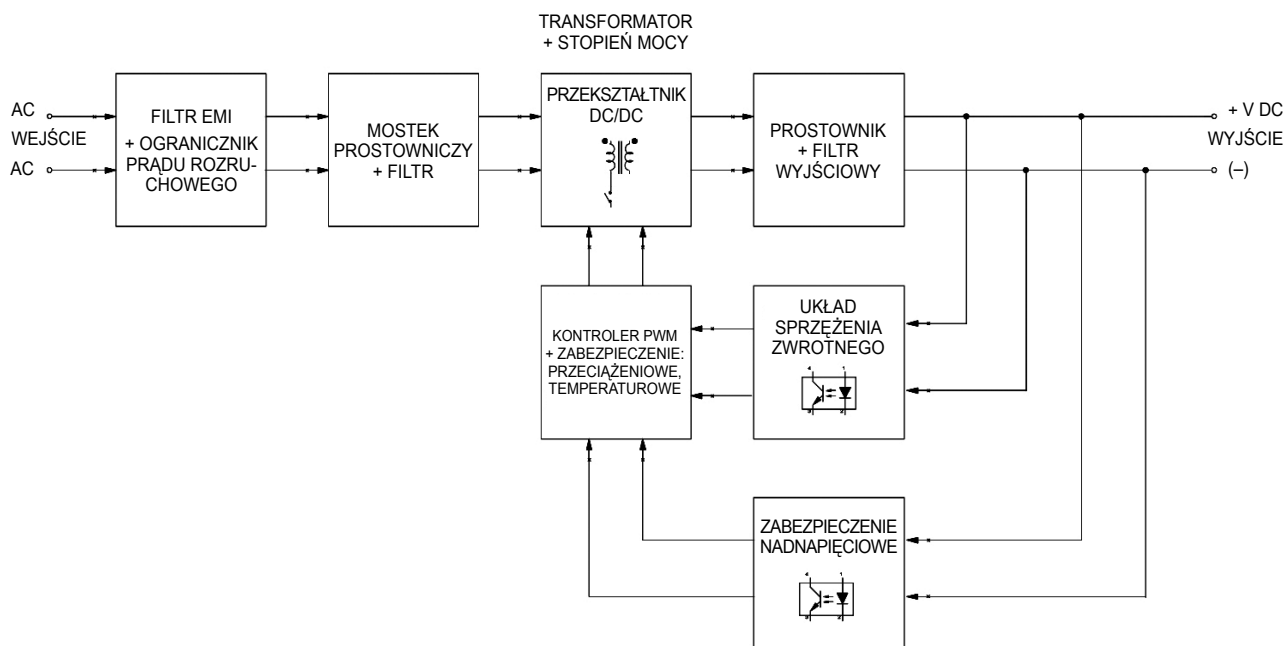 TRANSFORMATOR
+ STOPIEŃ MOCY
AC
WEJŚCIE
AC
FILTR EMI
+ OGRANICZNIK
PRĄDU ROZRU-
CHOWEGO
MOSTEK
PROSTOWNICZY
+ FILTR
PRZEKSZTAŁTNIK
DC/DC
PROSTOWNIK
+ FILTR
WYJŚCIOWY
+ V DC
WYJŚCIE
(–)
KONTROLER PWM
+ ZABEZPIECZENIE:
PRZECIĄŻENIOWE,
TEMPERATUROWE
UKŁAD
SPRZĘŻENIA
ZWROTNEGO
ZABEZPIECZENIE
NADNAPIĘCIOWE